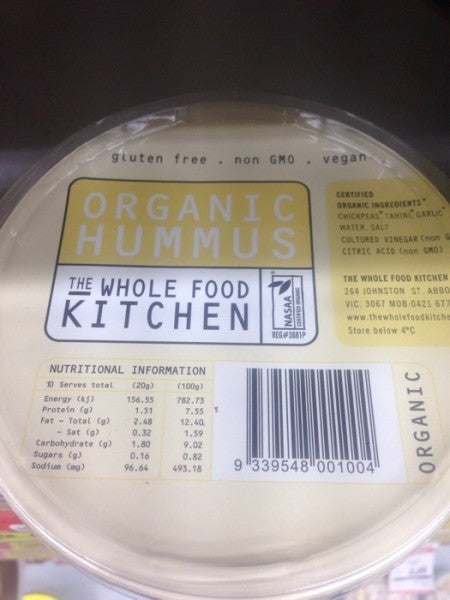 gluten free . non GMO . vegan
ORGANIC
HUMMUS
THE WHOLE FOOD
KITCHEN
NASAA
CERTIFIED ORGANIC
REG#3881P
CERTIFIED
ORGANIC INGREDIENTS*
CHICKPEAS* TAHINI* GARLIC*
WATER, SALT
CULTURED VINEGAR (non G
CITRIC ACID (non GMO)
THE WHOLE FOOD KITCHEN
264 JOHNSTON ST. ABBO
VIC. 3067 MOB.0421 677
www.thewholefoodkitche
Store below 4°C
NUTRITIONAL INFORMATION
10 Serves total (20g) (100g)
Energy (kj) 156.55 782.73
Protein (g) 1.51 7.55
Fat - Total (g) 2.48 12.40
- Sat (g) 0.32 1.59
Carbohydrate (g) 1.80 9.02
Sugars (g) 0.16 0.82
Sodium (mg) 96.64 493.18
9 339548 001004
ORGANIC